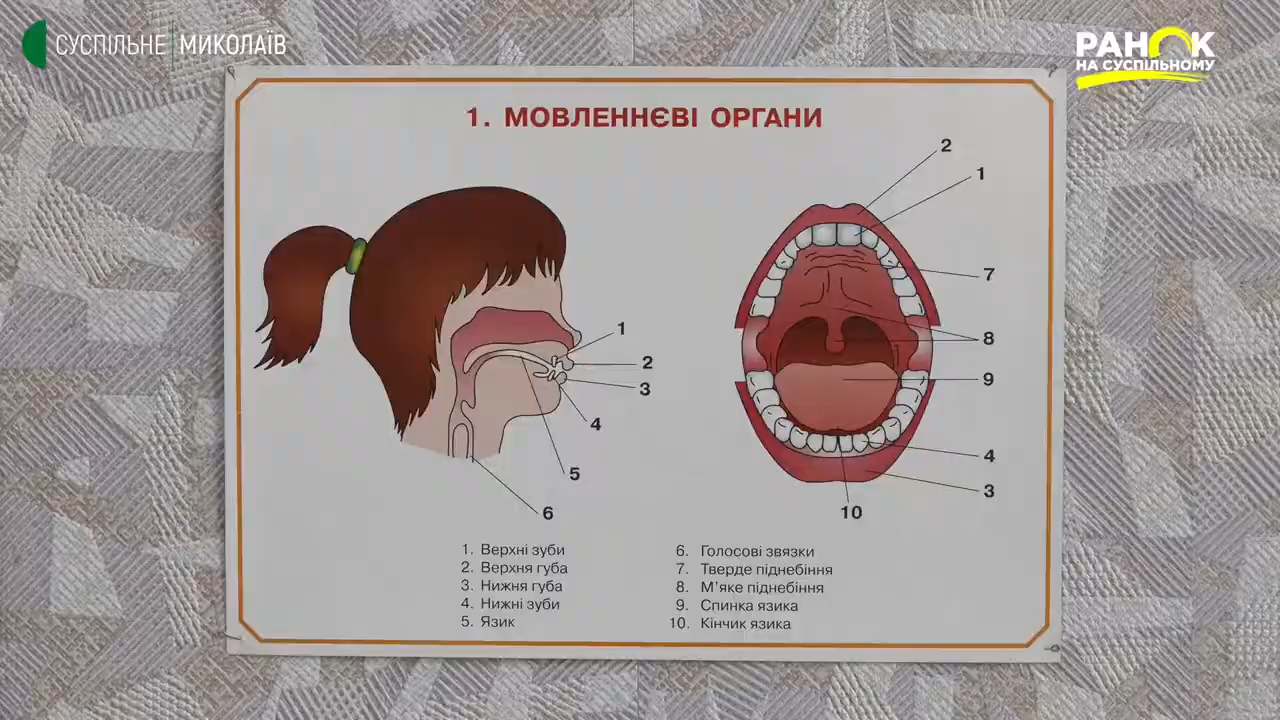 СУСПІЛЬНЕ МИКОЛАЇВ
РАНОК
НА СУСПІЛЬНОМУ
1. МОВЛЕННЄВІ ОРГАНИ
2
1
7
8
9
4
3
10
1
2
3
4
5
6
1. Верхні зуби
2. Верхня губа
3. Нижня губа
4. Нижні зуби
5. Язик
6. Голосові звязки
7. Тверде піднебіння
8. М'яке піднебіння
9. Спинка язика
10. Кінчик язика